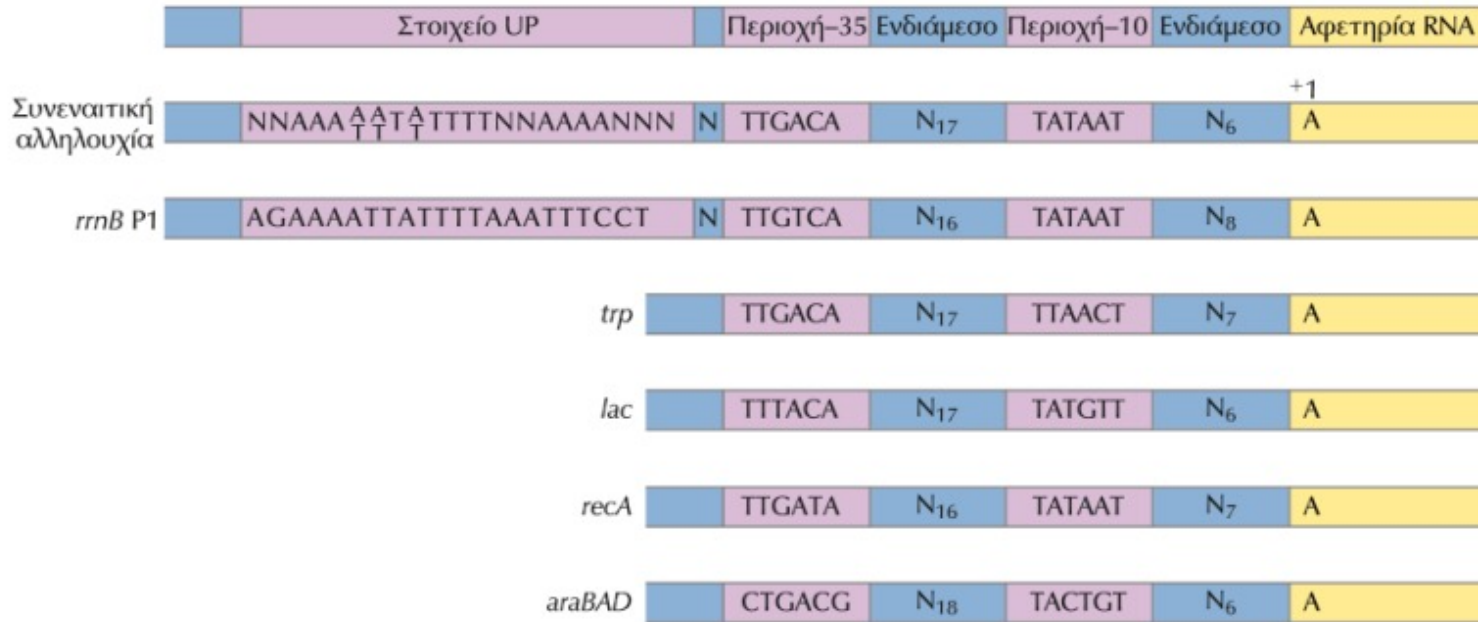 Στοιχείο UP Περιοχή–35 Ενδιάμεσο Περιοχή–10 Ενδιάμεσο Αφετηρία RNA
+1
Συνεναιτική αλληλουχία
NNAAA A/T A/T T A/T TTTTNNAAAANNN N TTGACA N₁₇ TATAAT N₆ A
rrnB P1 AGAAAATTATTTTAAATTTCCT N TTGTCA N₁₆ TATAAT N₈ A
trp TTGACA N₁₇ TTAACT N₇ A
lac TTTACA N₁₇ TATGTT N₆ A
recA TTGATA N₁₆ TATAAT N₇ A
araBAD CTGACG N₁₈ TACTGT N₆ A